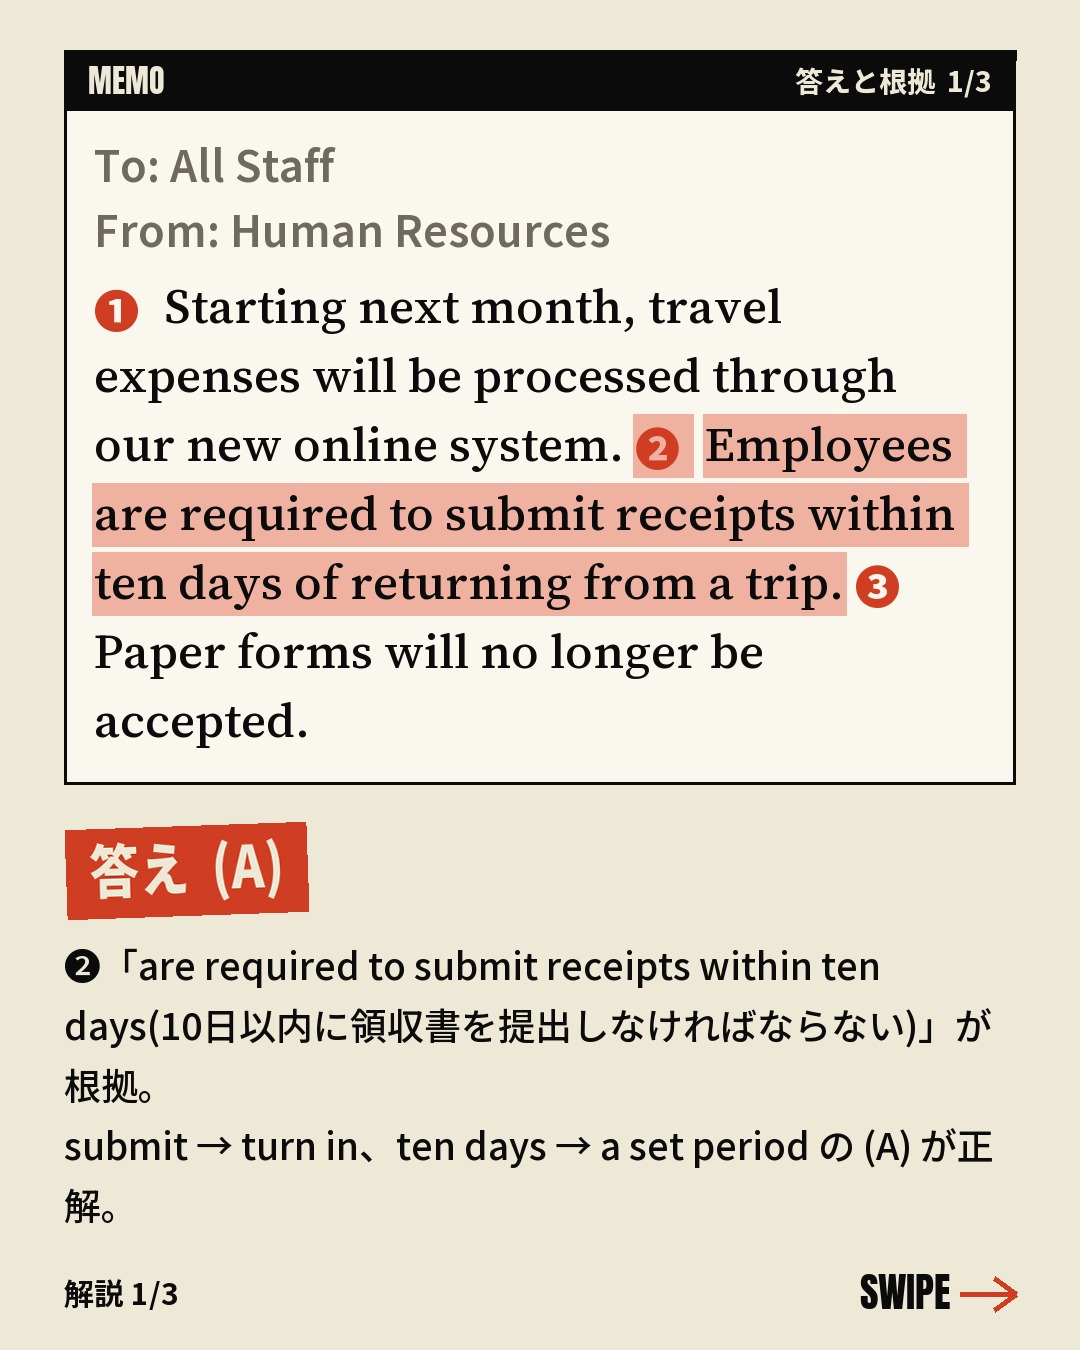 MEMO 答えと根拠 1/3
To: All Staff
From: Human Resources
❶ Starting next month, travel
expenses will be processed through
our new online system. ❷ Employees
are required to submit receipts within
ten days of returning from a trip. ❸
Paper forms will no longer be
accepted.
答え (A)
❷「are required to submit receipts within ten
days(10日以内に領収書を提出しなければならない)」が
根拠。
submit → turn in、ten days → a set period の (A) が正
解。
解説 1/3 SWIPE →